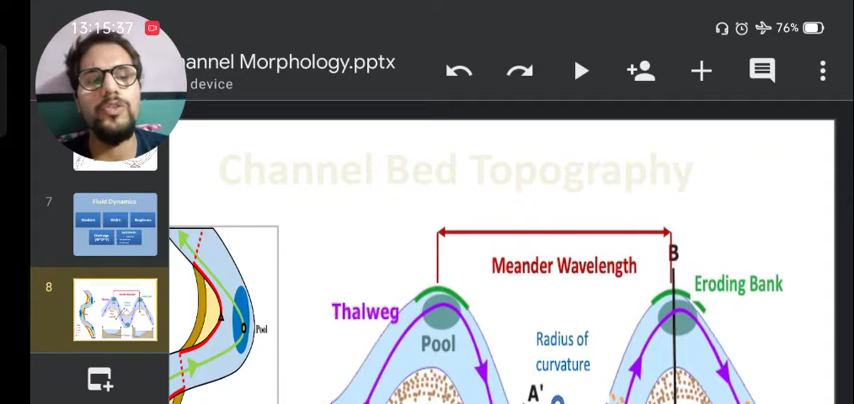 13:15:37
76%
hannel Morphology.pptx
device
Channel Bed Topography
7
Fluid Dynamics
8
Meander Wavelength
B
Eroding Bank
Thalweg
Pool
Radius of
curvature
A'
A
Pool